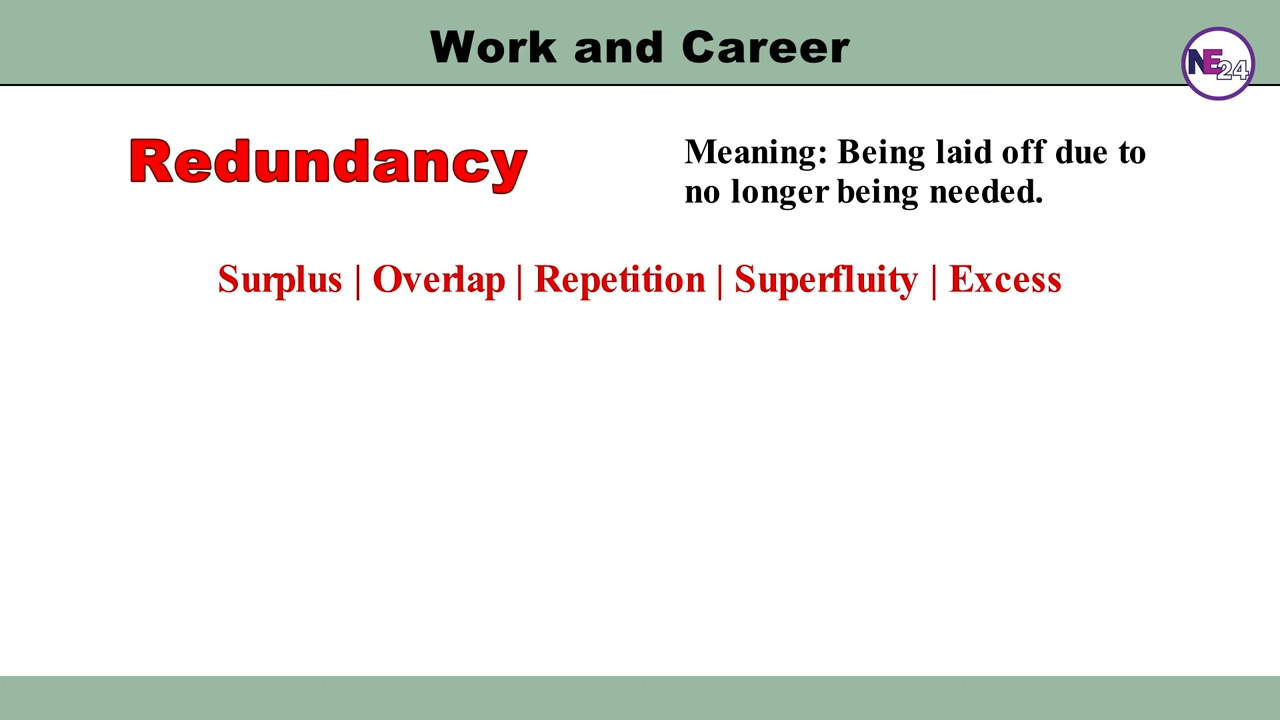 Work and Career
NE24
Redundancy
Meaning: Being laid off due to
no longer being needed.
Surplus | Overlap | Repetition | Superfluity | Excess